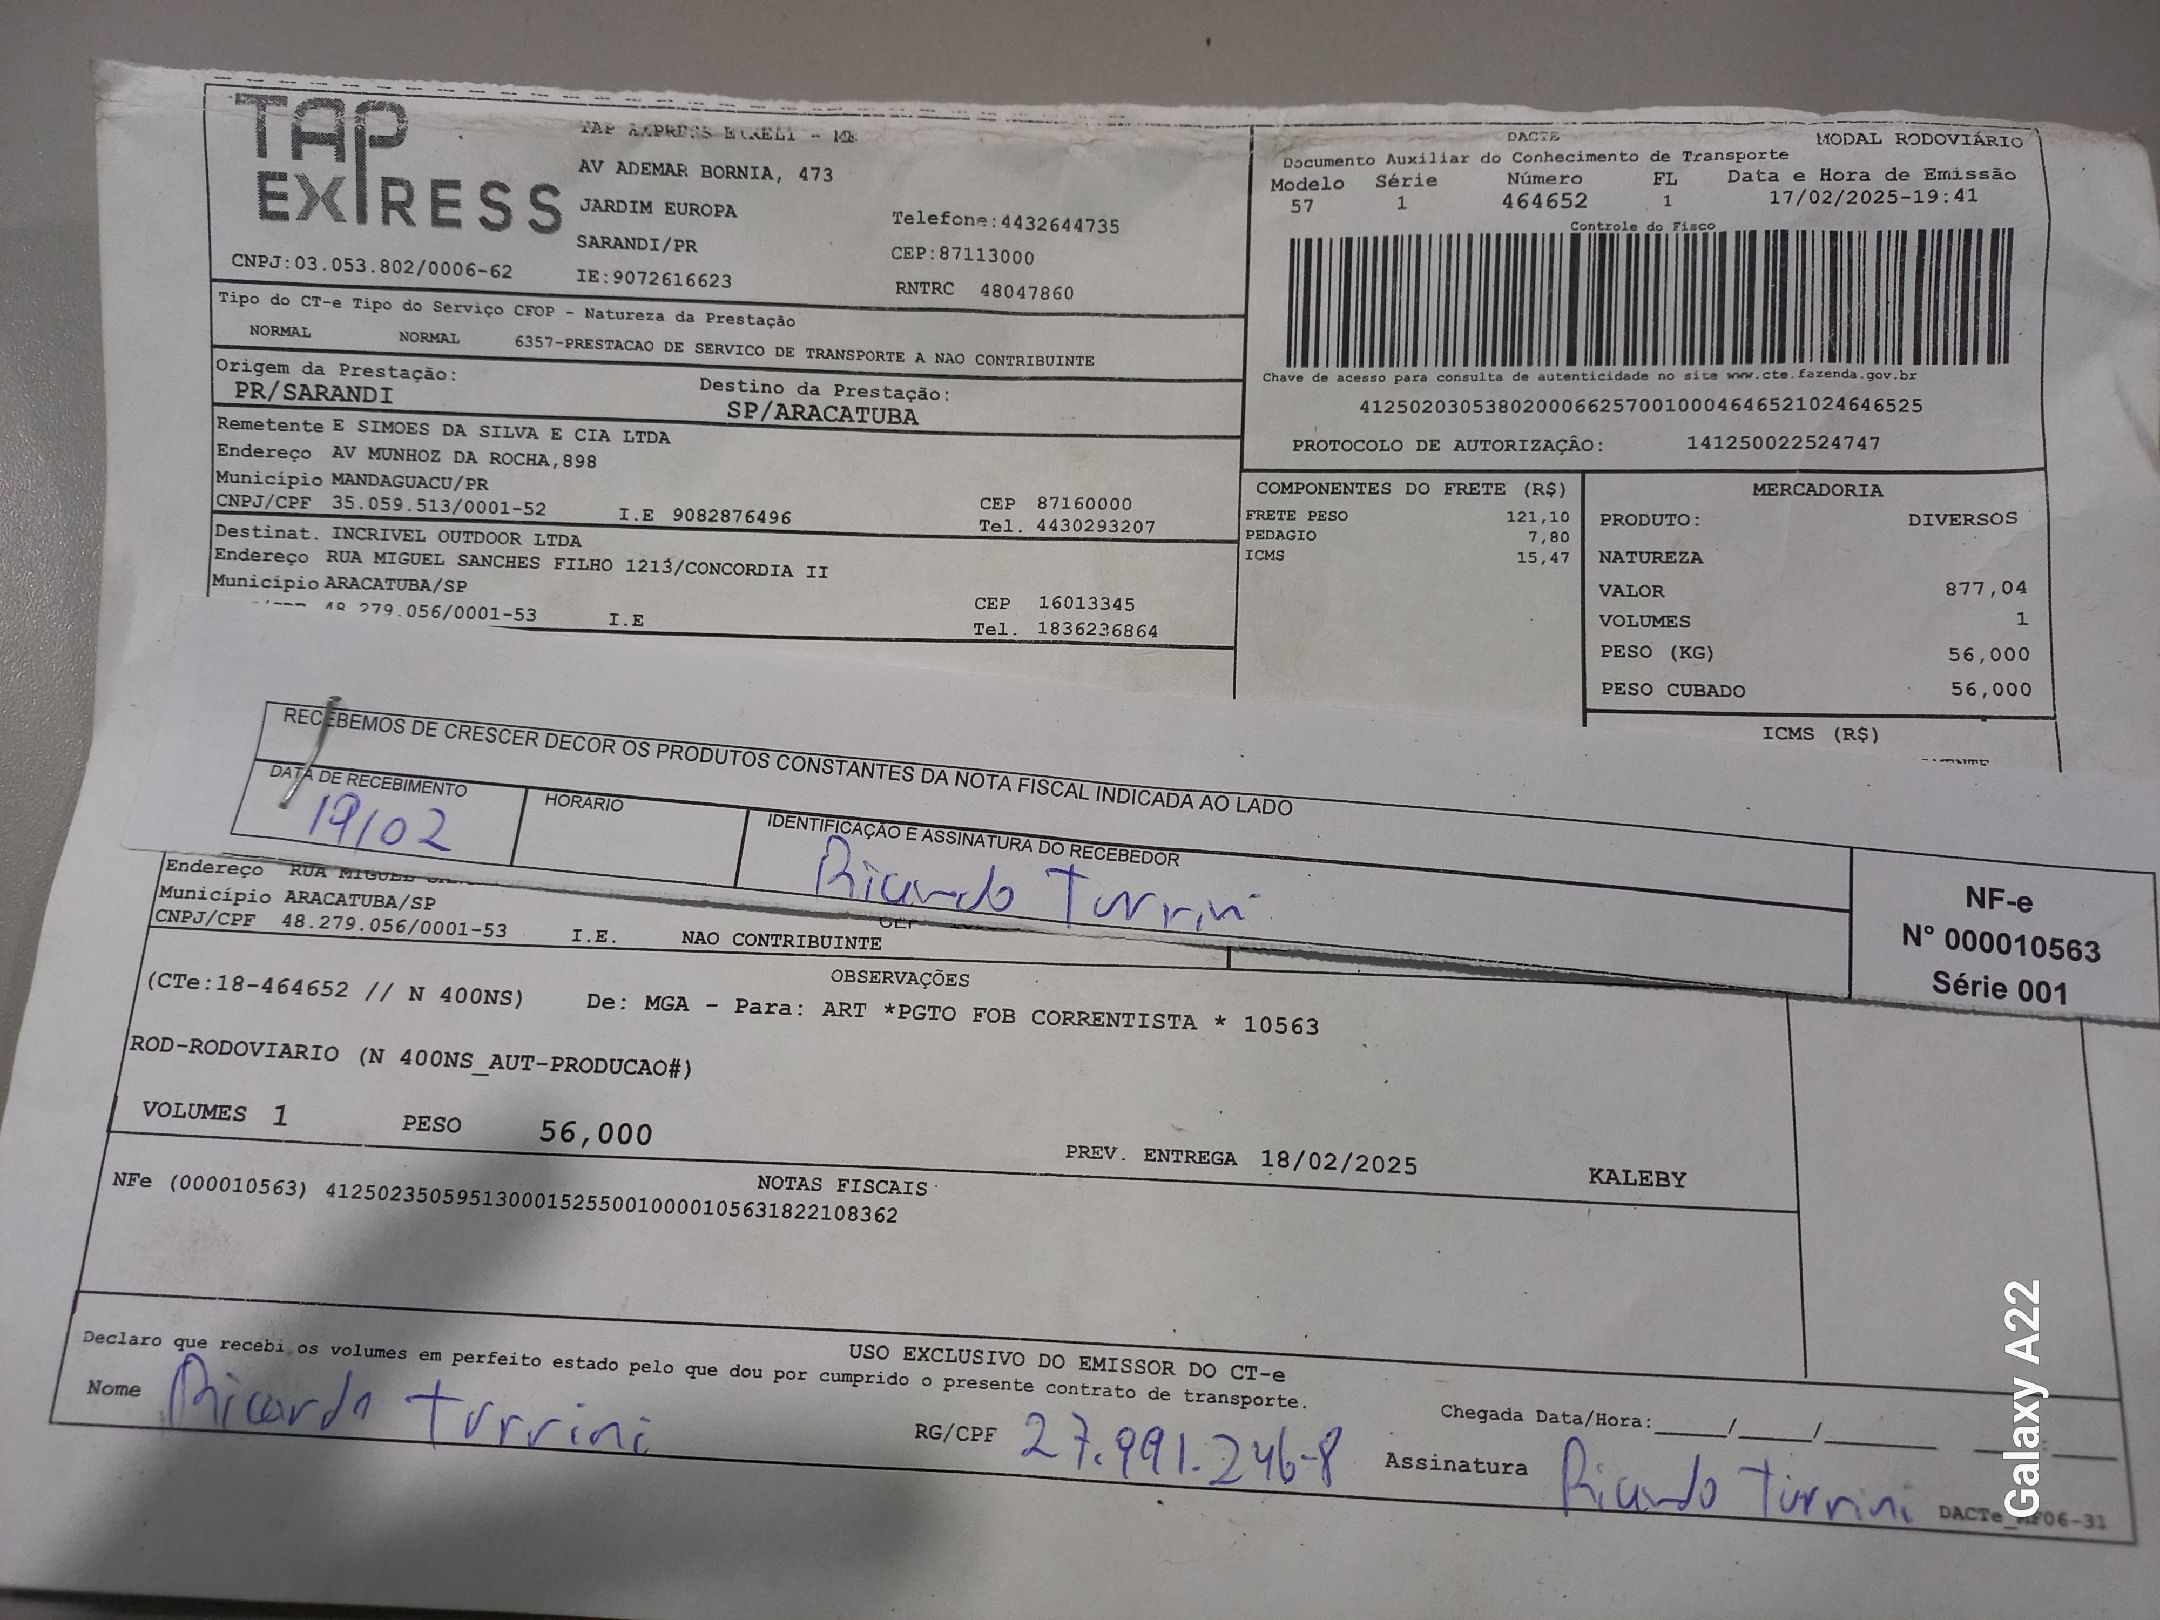 TAP
EXPRESS
TAP EXPRESS EIRELI - ME
AV ADEMAR BORNIA, 473
JARDIM EUROPA
SARANDI/PR
IE:9072616623
CNPJ:03.053.802/0006-62
Telefone:4432644735
CEP:87113000
RNTRC 48047860
DACTE MODAL RODOVIÁRIO
Documento Auxiliar do Conhecimento de Transporte
Modelo Série Número FL Data e Hora de Emissão
57 1 464652 1 17/02/2025-19:41
Controle do Fisco
Chave de acesso para consulta de autenticidade no site www.cte.fazenda.gov.br
41250203053802000662570010004646521024646525
PROTOCOLO DE AUTORIZAÇÃO: 141250022524747
Tipo do CT-e Tipo do Serviço CFOP - Natureza da Prestação
NORMAL NORMAL 6357-PRESTACAO DE SERVICO DE TRANSPORTE A NAO CONTRIBUINTE
Origem da Prestação: Destino da Prestação:
PR/SARANDI SP/ARACATUBA
Remetente E SIMOES DA SILVA E CIA LTDA
Endereço AV MUNHOZ DA ROCHA,898
Município MANDAGUACU/PR CEP 87160000
CNPJ/CPF 35.059.513/0001-52 I.E 9082876496 Tel. 4430293207
Destinat. INCRIVEL OUTDOOR LTDA
Endereço RUA MIGUEL SANCHES FILHO 1213/CONCORDIA II
Município ARACATUBA/SP CEP 16013345
48.279.056/0001-53 I.E Tel. 1836236864
COMPONENTES DO FRETE (R$)
FRETE PESO 121,10
PEDAGIO 7,80
ICMS 15,47
MERCADORIA
PRODUTO: DIVERSOS
NATUREZA
VALOR 877,04
VOLUMES 1
PESO (KG) 56,000
PESO CUBADO 56,000
ICMS (R$)
RECEBEMOS DE CRESCER DECOR OS PRODUTOS CONSTANTES DA NOTA FISCAL INDICADA AO LADO
DATA DE RECEBIMENTO HORÁRIO IDENTIFICAÇÃO E ASSINATURA DO RECEBEDOR
19/02 Ricardo Turrini
NF-e
N° 000010563
Série 001
Endereço RUA MIGUEL
Município ARACATUBA/SP
CNPJ/CPF 48.279.056/0001-53 I.E. NAO CONTRIBUINTE
OBSERVAÇÕES
(CTe:18-464652 // N 400NS) De: MGA - Para: ART *PGTO FOB CORRENTISTA * 10563
ROD-RODOVIARIO (N 400NS_AUT-PRODUCAO#)
VOLUMES 1 PESO 56,000 PREV. ENTREGA 18/02/2025 KALEBY
NOTAS FISCAIS
NFe (000010563) 41250235059513000152550010000105631822108362
USO EXCLUSIVO DO EMISSOR DO CT-e
Declaro que recebi os volumes em perfeito estado pelo que dou por cumprido o presente contrato de transporte.
Nome Ricardo Turrini RG/CPF 27.991.246-8 Chegada Data/Hora:____/____/______ ____:____
Assinatura Ricardo Turrini
Galaxy A22